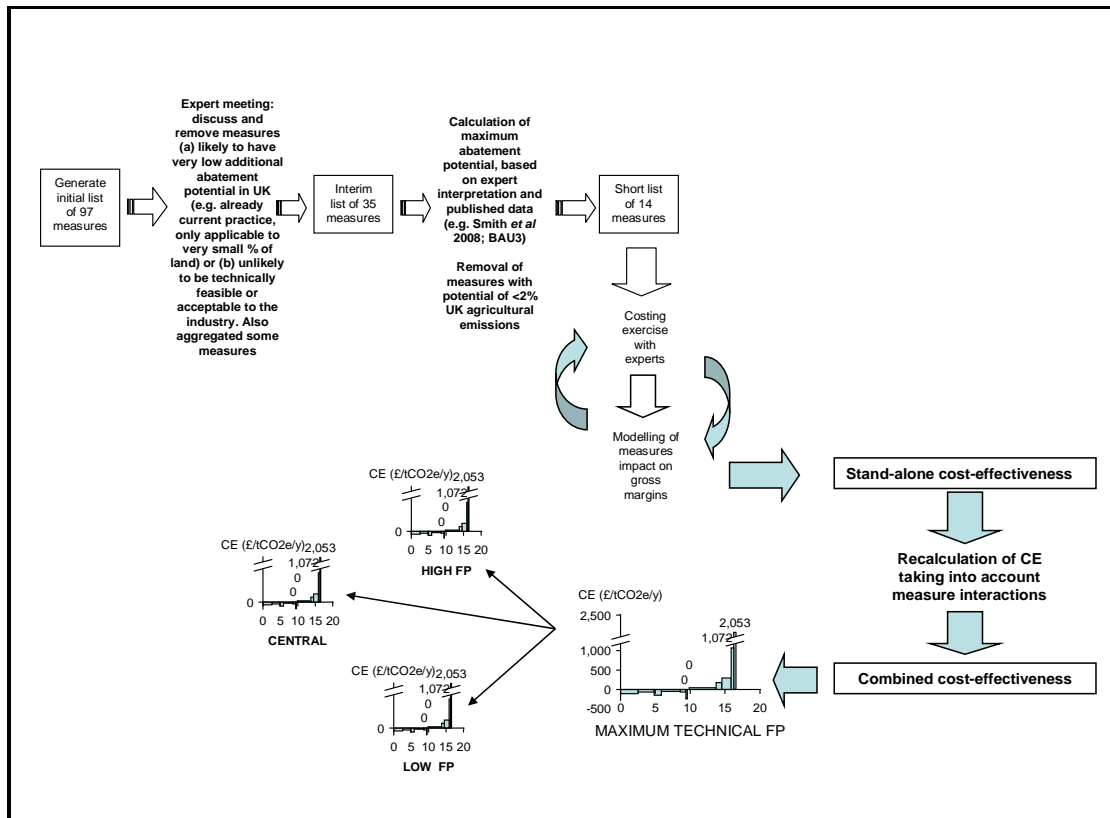 Generate
initial list
of 97
measures
Expert meeting:
discuss and
remove measures
(a) likely to have
very low additional
abatement
potential in UK
(e.g. already
current practice,
only applicable to
very small % of
land) or (b) unlikely
to be technically
feasible or
acceptable to the
industry. Also
aggregated some
measures
Interim
list of 35
measures
Calculation of
maximum
abatement
potential, based
on expert
interpretation and
published data
(e.g. Smith et al
2008; BAU3)
Removal of
measures with
potential of <2%
UK agricultural
emissions
Short list
of 14
measures
Costing
exercise
with
experts
Modelling of
measures
impact on
gross
margins
Stand-alone cost-effectiveness
Recalculation of CE
taking into account
measure interactions
Combined cost-effectiveness
CE (£/tCO2e/y)
2,500
2,053
1,072
1,000
500
0
0
0
-500
0 5 10 15 20
MAXIMUM TECHNICAL FP
CE (£/tCO2e/y) 2,053
1,072
0
0
0
0 5 10 15 20
HIGH FP
CE (£/tCO2e/y) 2,053
1,072
0
0
0
0 5 10 15 20
CENTRAL
CE (£/tCO2e/y) 2,053
1,072
0
0
0
0 5 10 15 20
LOW FP